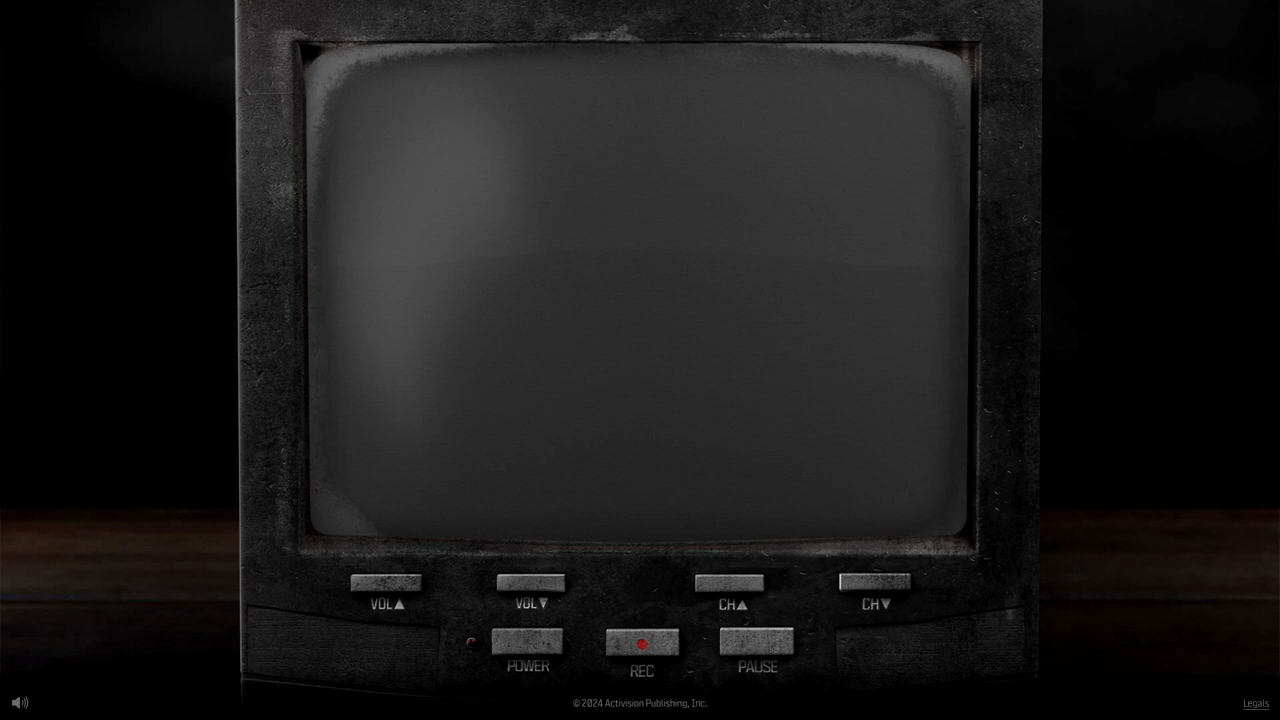 VOL▲ VOL▼ CH▲ CH▼
POWER REC PAUSE
©2024 Activision Publishing, Inc.
Legals